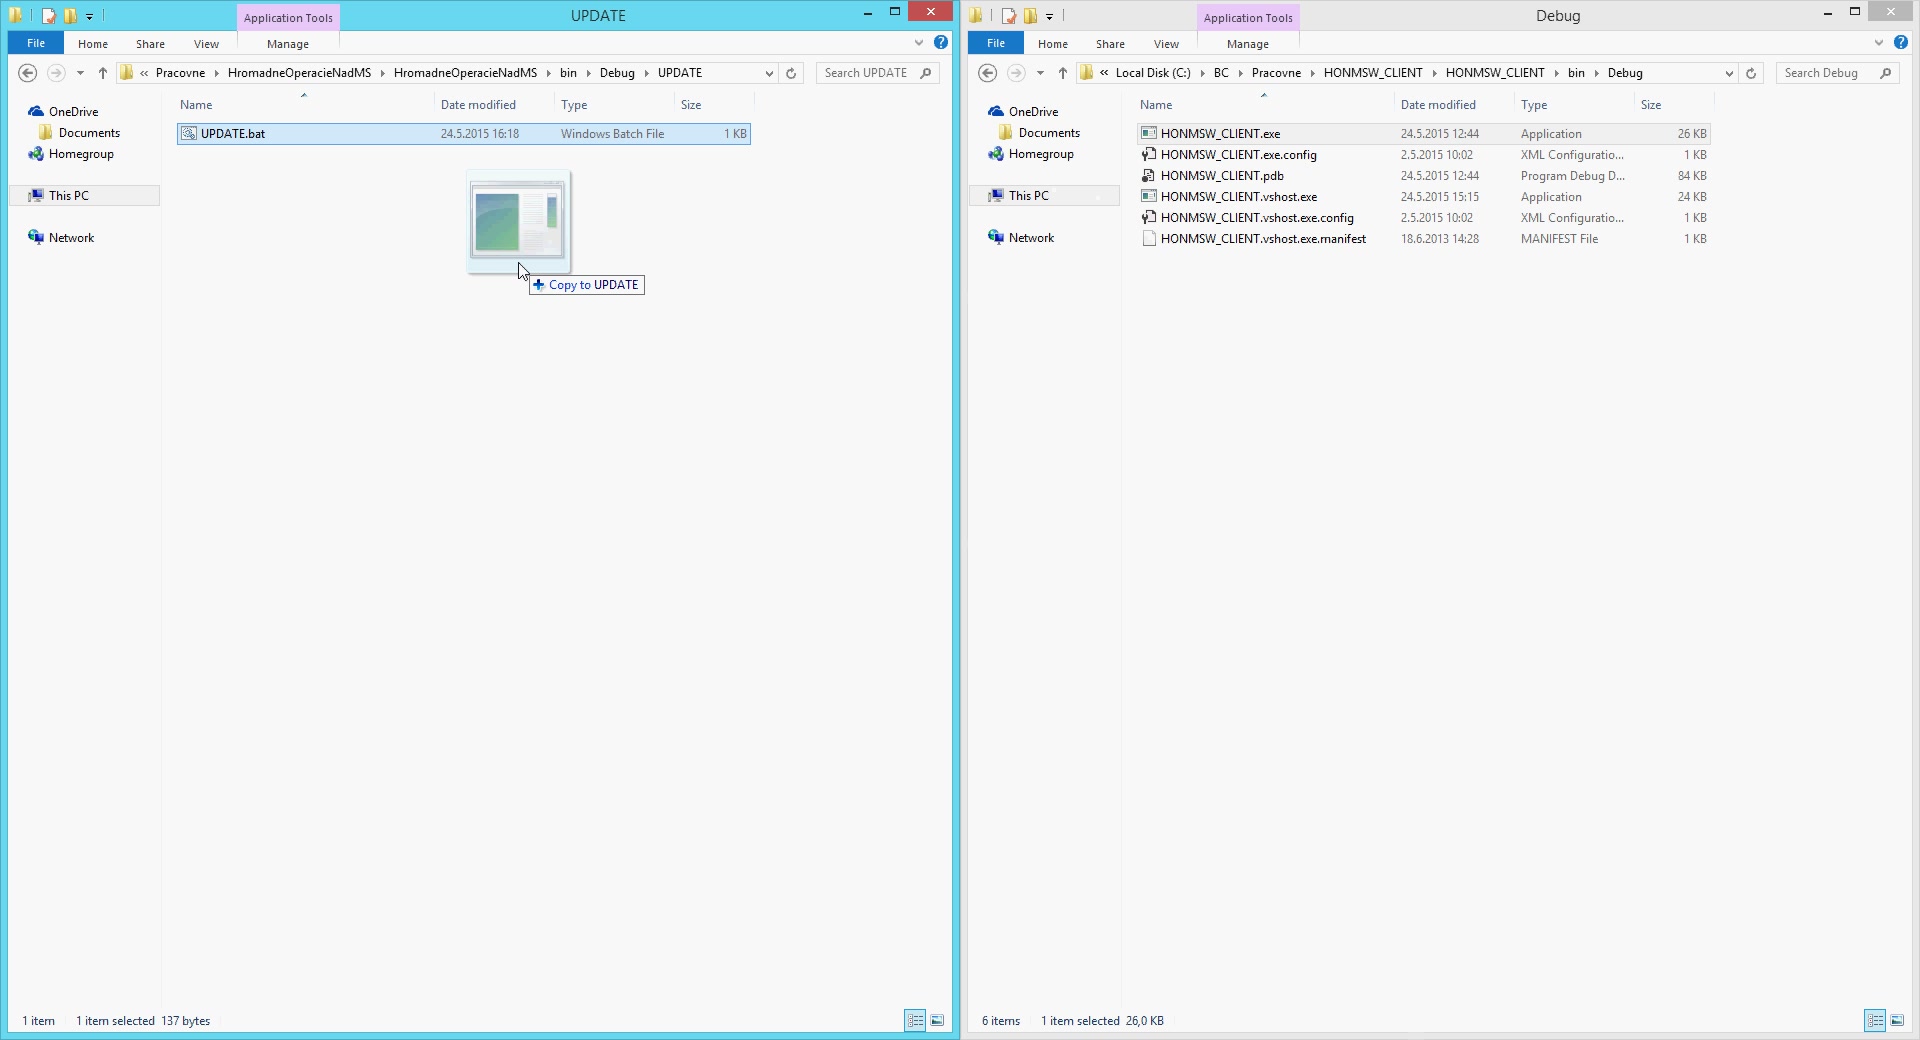 Application Tools
UPDATE
File
Home
Share
View
Manage
« Pracovne HromadneOperacieNadMS HromadneOperacieNadMS bin Debug UPDATE
Search UPDATE
OneDrive
Documents
Homegroup
This PC
Network
Name
Date modified
Type
Size
UPDATE.bat
24.5.2015 16:18
Windows Batch File
1 KB
Copy to UPDATE
1 item
1 item selected 137 bytes
Application Tools
Debug
File
Home
Share
View
Manage
« Local Disk (C:) BC Pracovne HONMSW_CLIENT HONMSW_CLIENT bin Debug
Search Debug
OneDrive
Documents
Homegroup
This PC
Network
Name
Date modified
Type
Size
HONMSW_CLIENT.exe 24.5.2015 12:44 Application 26 KB
HONMSW_CLIENT.exe.config 2.5.2015 10:02 XML Configuratio... 1 KB
HONMSW_CLIENT.pdb 24.5.2015 12:44 Program Debug D... 84 KB
HONMSW_CLIENT.vshost.exe 24.5.2015 15:15 Application 24 KB
HONMSW_CLIENT.vshost.exe.config 2.5.2015 10:02 XML Configuratio... 1 KB
HONMSW_CLIENT.vshost.exe.manifest 18.6.2013 14:28 MANIFEST File 1 KB
6 items
1 item selected 26,0 KB